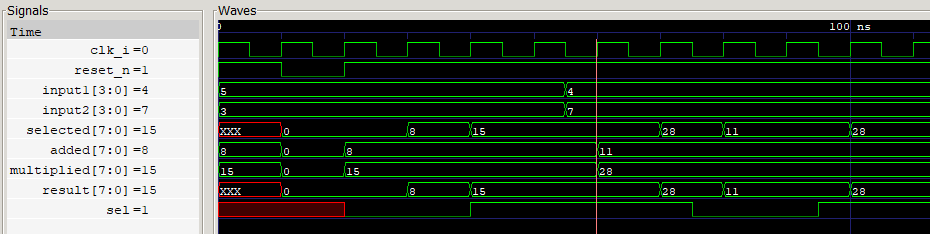 Signals
Waves
Time
0
100 ns
clk_i=0
reset_n=1
input1[3:0]=4
5 4
input2[3:0]=7
3 7
selected[7:0]=15
XXX 0 8 15 28 11 28
added[7:0]=8
8 0 8 11
multiplied[7:0]=15
15 0 15 28
result[7:0]=15
XXX 0 8 15 28 11 28
sel=1